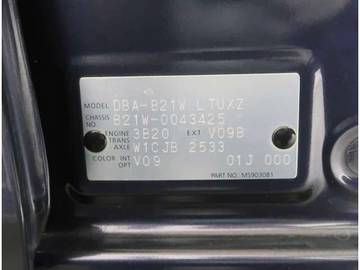 MODEL DBA-B21W LTUXZ
CHASSIS NO. B21W-0043425
ENGINE 3B20 EXT V09B
TRANS AXLE W1CJB 2533
COLOR INT OPT V09 01J 000
PART NO. MS903081